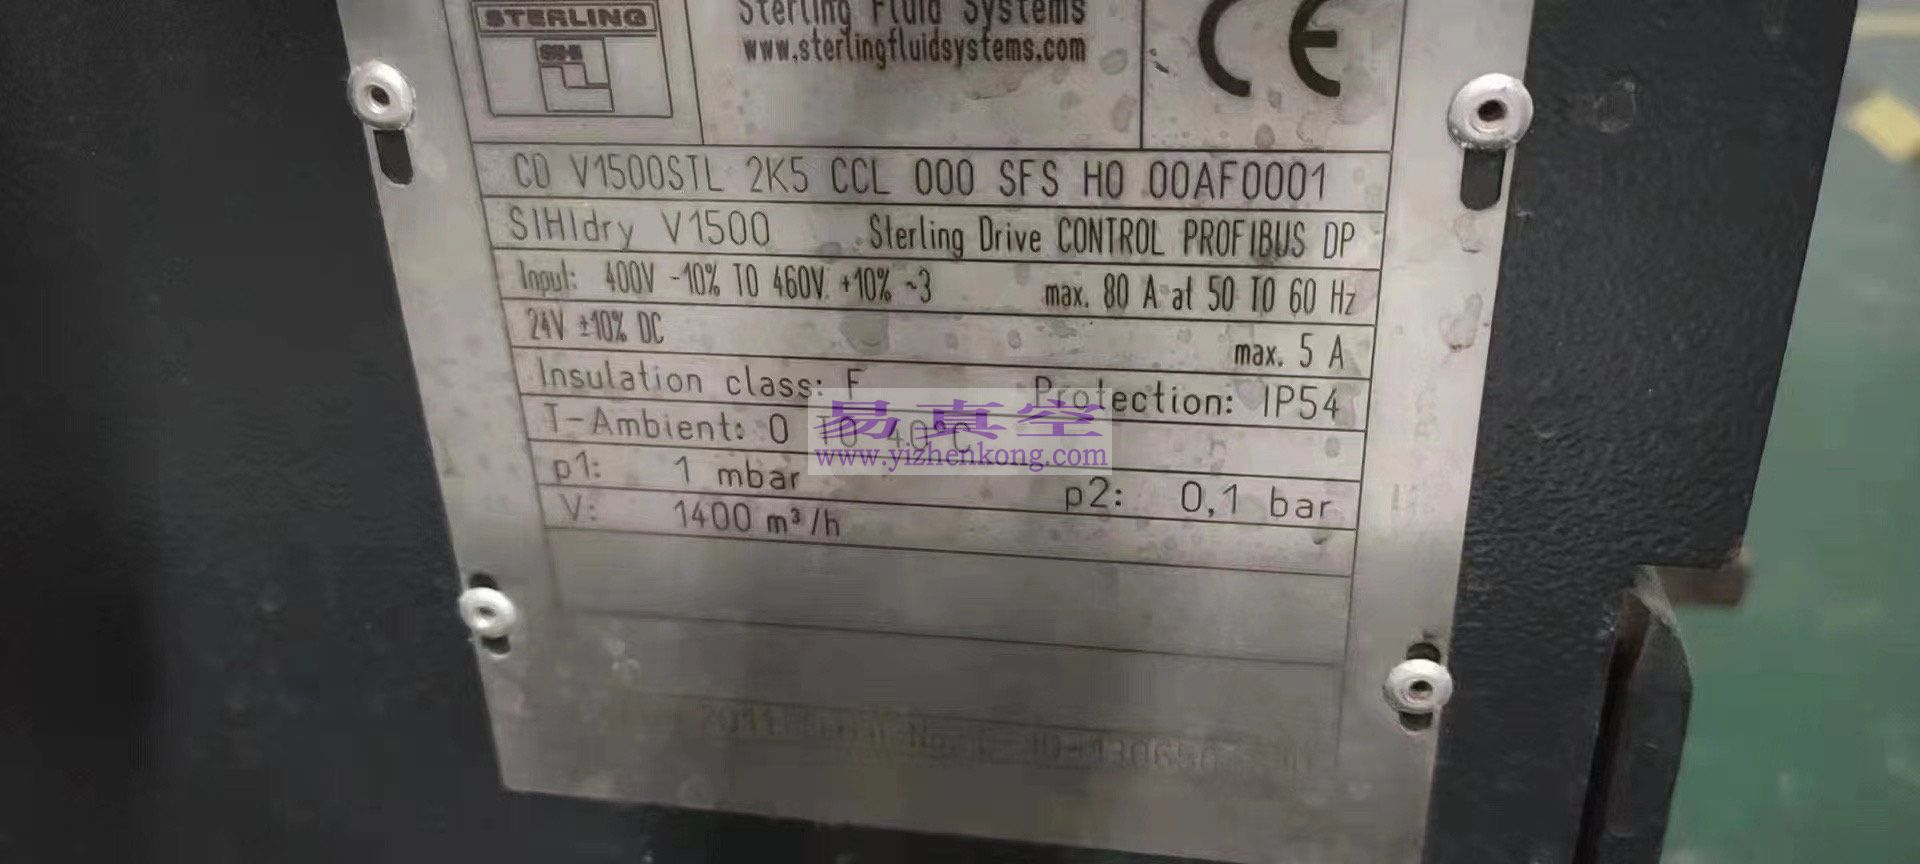 STERLING
SIHI
Sterling Fluid Systems
www.sterlingfluidsystems.com
CE
CD V1500STL 2K5 CCL 000 SFS HO 00AF0001
SIHIdry V1500 Sterling Drive CONTROL PROFIBUS DP
Input: 400V -10% TO 460V +10% ~3 max. 80 A at 50 TO 60 Hz
24V ±10% DC max. 5 A
Insulation class: F Protection: IP54
T-Ambient: 0 TO 40°C
易真空
www.yizhenkong.com
p1: 1 mbar p2: 0,1 bar
V: 1400 m³/h
2011